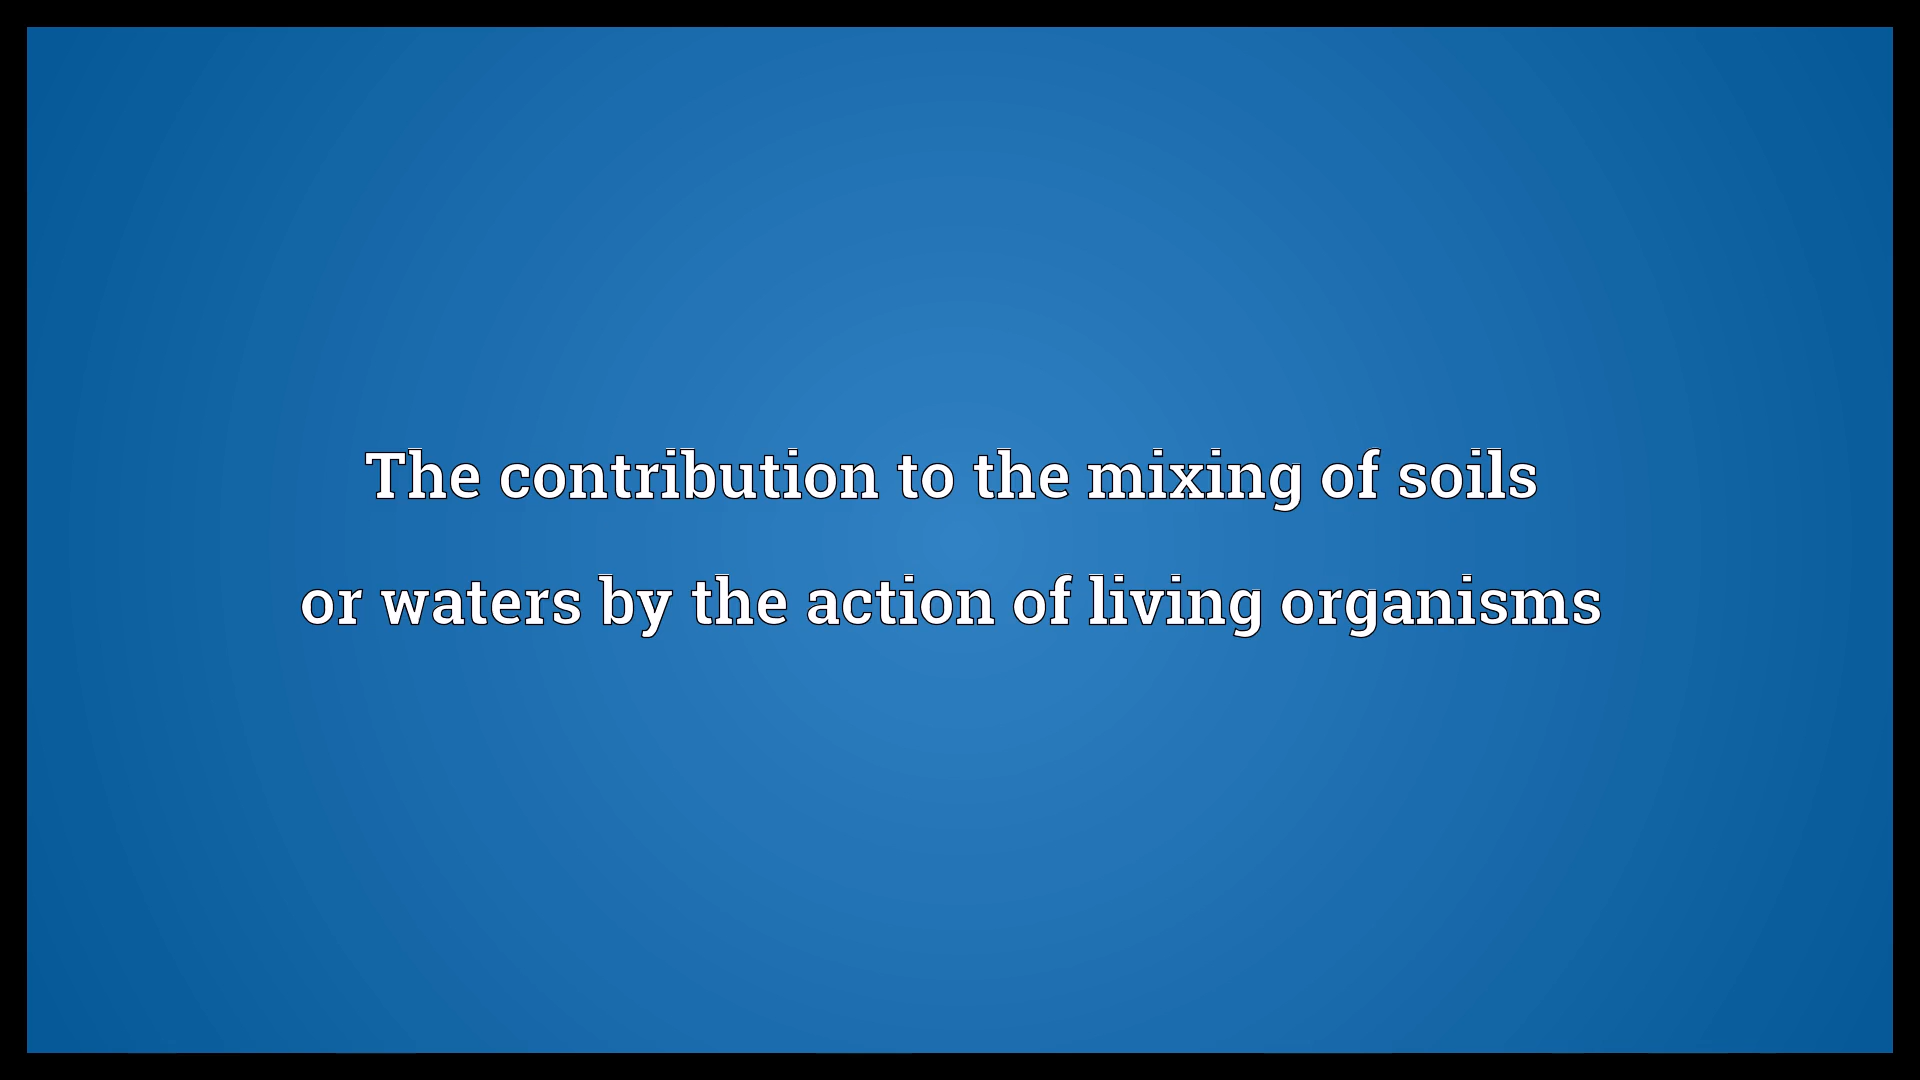 The contribution to the mixing of soils
or waters by the action of living organisms